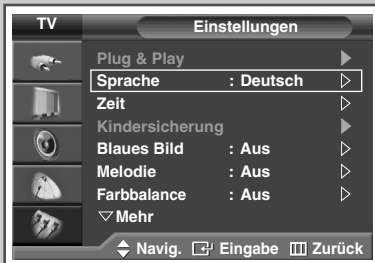 TV Einstellungen
Plug & Play
Sprache : Deutsch
Zeit
Kindersicherung
Blaues Bild : Aus
Melodie : Aus
Farbbalance : Aus
Mehr
Navig. Eingabe Zurück